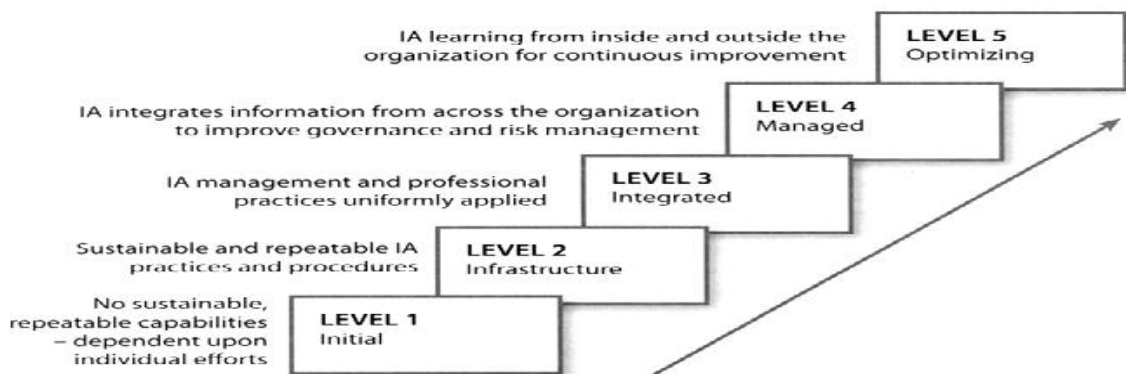 IA learning from inside and outside the
organization for continuous improvement
LEVEL 5
Optimizing
IA integrates information from across the organization
to improve governance and risk management
LEVEL 4
Managed
IA management and professional
practices uniformly applied
LEVEL 3
Integrated
Sustainable and repeatable IA
practices and procedures
LEVEL 2
Infrastructure
No sustainable,
repeatable capabilities
– dependent upon
individual efforts
LEVEL 1
Initial